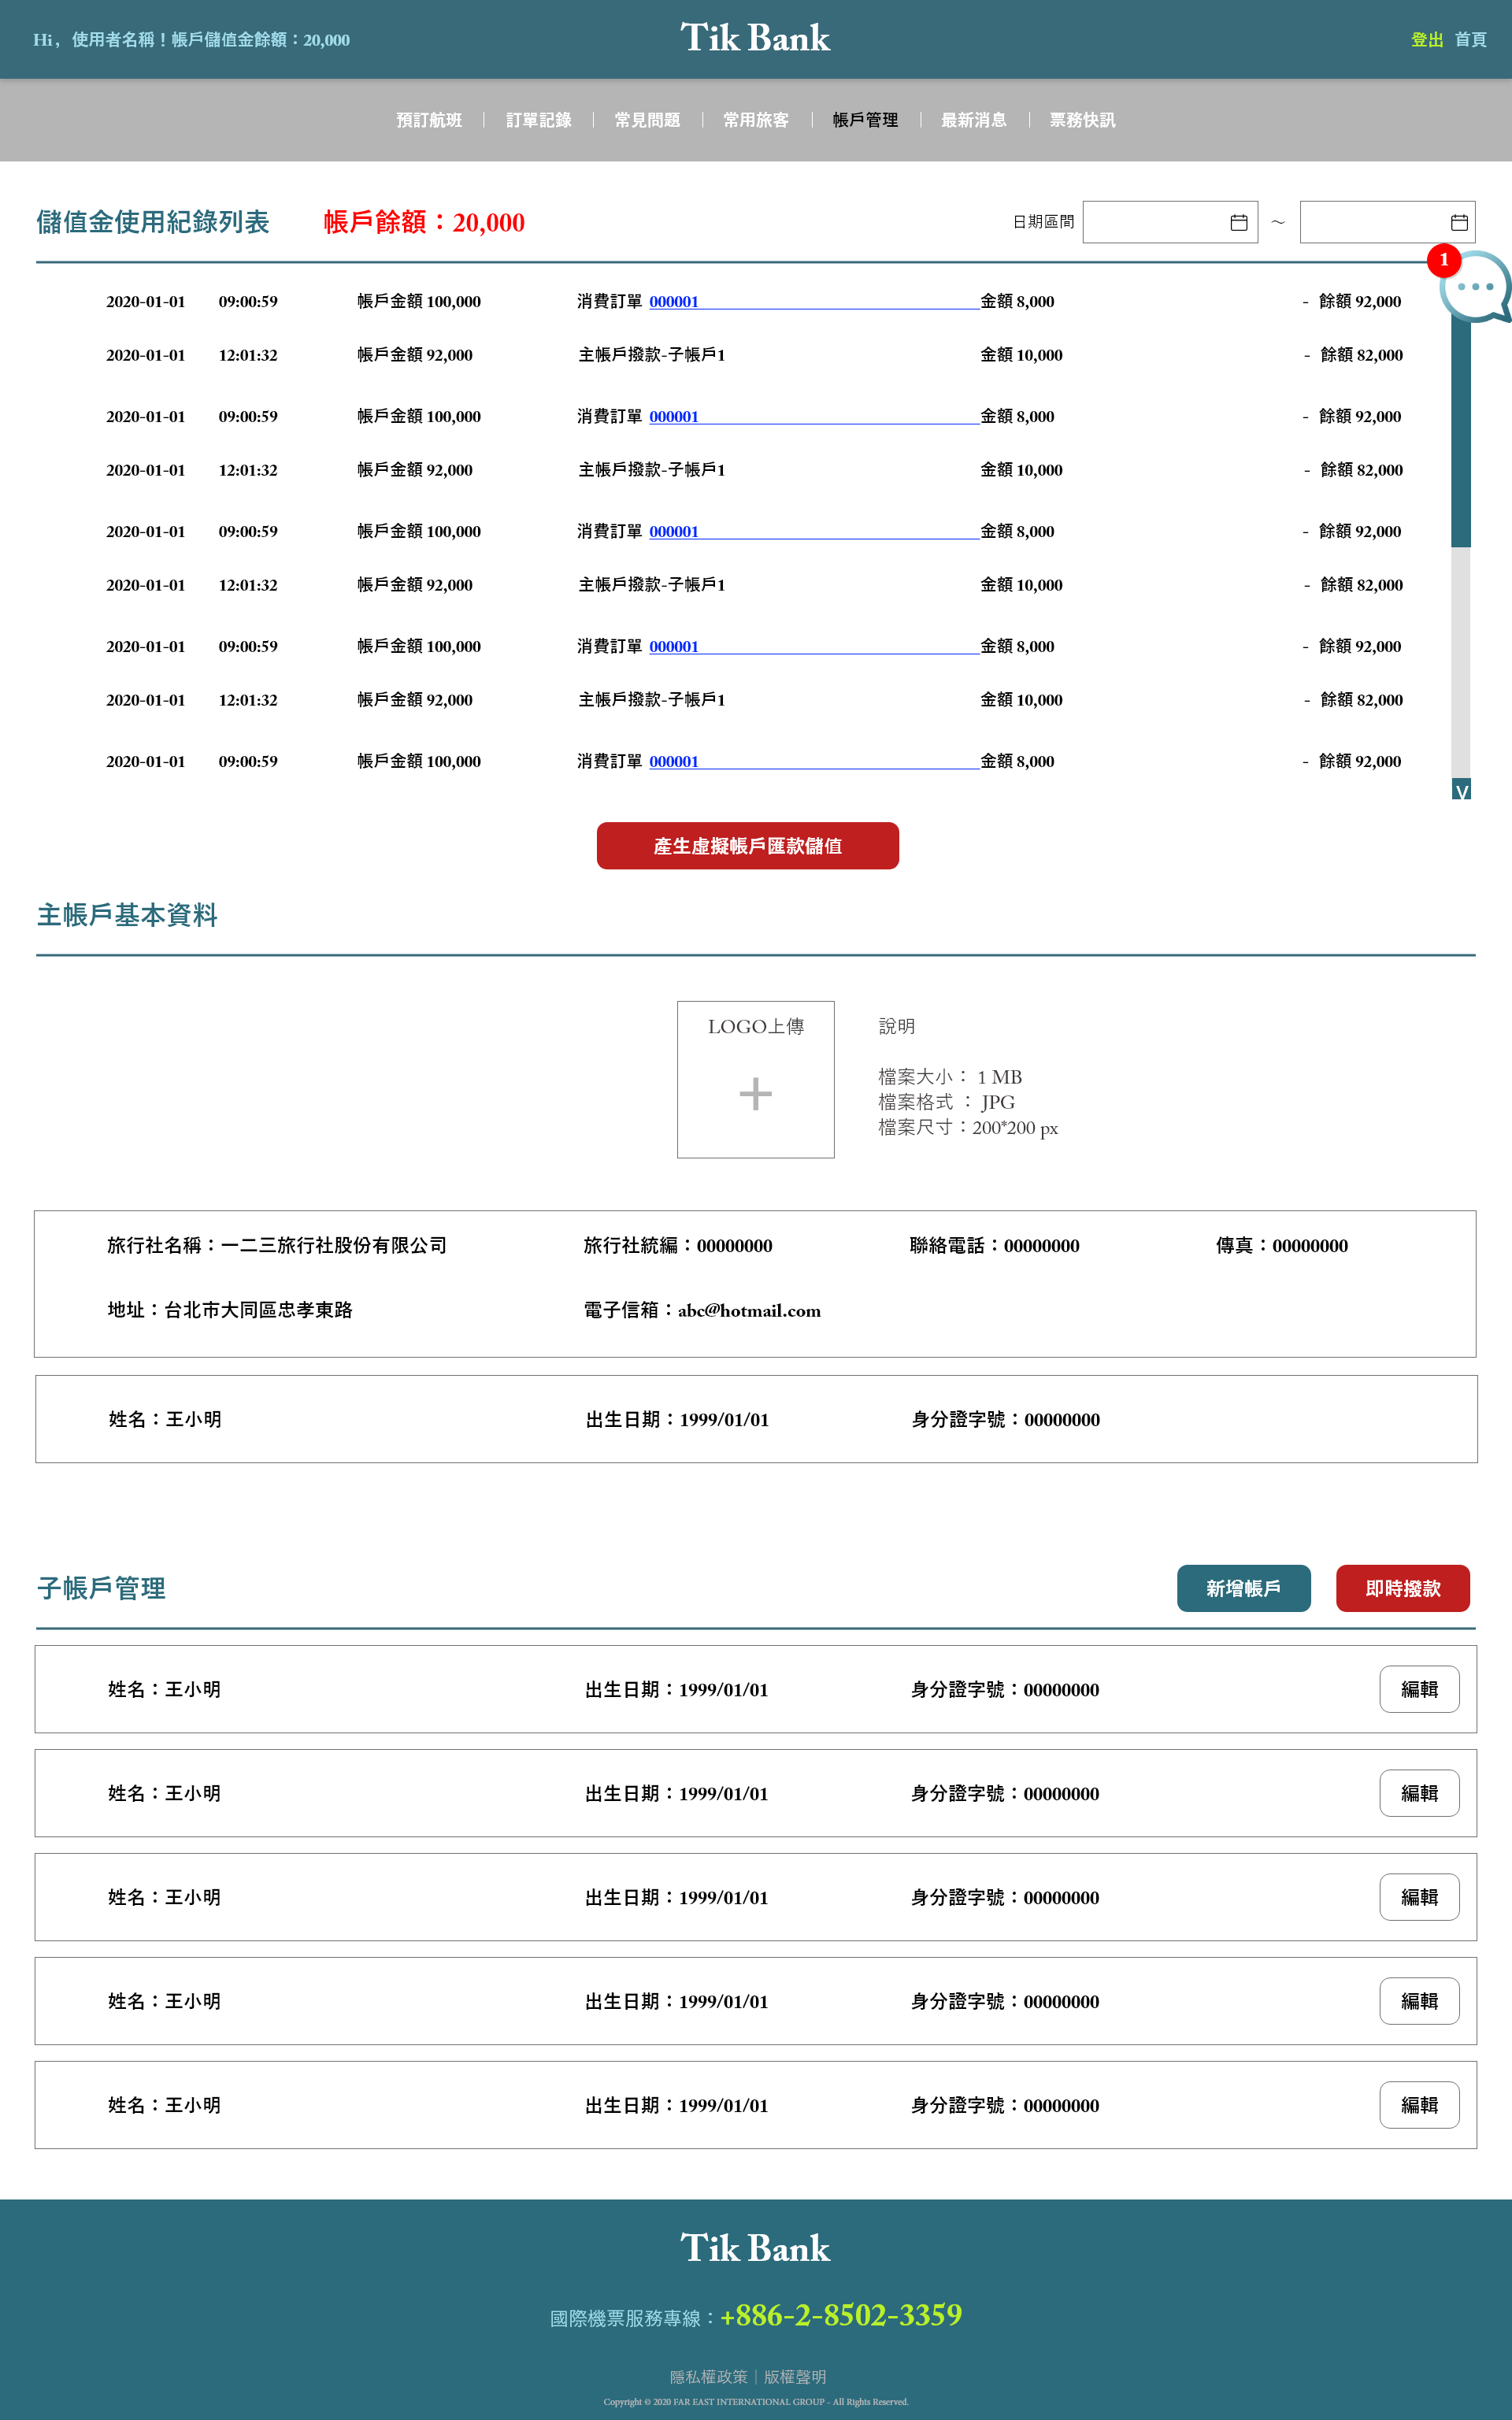 Hi，使用者名稱！帳戶儲值金餘額：20,000
Tik Bank
登出 首頁
預訂航班｜訂單記錄｜常見問題｜常用旅客｜帳戶管理｜最新消息｜票務快訊
儲值金使用紀錄列表 帳戶餘額：20,000 日期區間 ～
1
2020-01-01 09:00:59 帳戶金額 100,000 消費訂單 000001 金額 8,000 - 餘額 92,000
2020-01-01 12:01:32 帳戶金額 92,000 主帳戶撥款-子帳戶1 金額 10,000 - 餘額 82,000
2020-01-01 09:00:59 帳戶金額 100,000 消費訂單 000001 金額 8,000 - 餘額 92,000
2020-01-01 12:01:32 帳戶金額 92,000 主帳戶撥款-子帳戶1 金額 10,000 - 餘額 82,000
2020-01-01 09:00:59 帳戶金額 100,000 消費訂單 000001 金額 8,000 - 餘額 92,000
2020-01-01 12:01:32 帳戶金額 92,000 主帳戶撥款-子帳戶1 金額 10,000 - 餘額 82,000
2020-01-01 09:00:59 帳戶金額 100,000 消費訂單 000001 金額 8,000 - 餘額 92,000
2020-01-01 12:01:32 帳戶金額 92,000 主帳戶撥款-子帳戶1 金額 10,000 - 餘額 82,000
2020-01-01 09:00:59 帳戶金額 100,000 消費訂單 000001 金額 8,000 - 餘額 92,000
V
產生虛擬帳戶匯款儲值
主帳戶基本資料
LOGO上傳
+
說明
檔案大小： 1 MB
檔案格式 ： JPG
檔案尺寸：200*200 px
旅行社名稱：一二三旅行社股份有限公司 旅行社統編：00000000 聯絡電話：00000000 傳真：00000000
地址：台北市大同區忠孝東路 電子信箱：abc@hotmail.com
姓名：王小明 出生日期：1999/01/01 身分證字號：00000000
子帳戶管理 新增帳戶 即時撥款
姓名：王小明 出生日期：1999/01/01 身分證字號：00000000 編輯
姓名：王小明 出生日期：1999/01/01 身分證字號：00000000 編輯
姓名：王小明 出生日期：1999/01/01 身分證字號：00000000 編輯
姓名：王小明 出生日期：1999/01/01 身分證字號：00000000 編輯
姓名：王小明 出生日期：1999/01/01 身分證字號：00000000 編輯
Tik Bank
國際機票服務專線：+886-2-8502-3359
隱私權政策｜版權聲明
Copyright © 2020 FAR EAST INTERNATIONAL GROUP - All Rights Reserved.